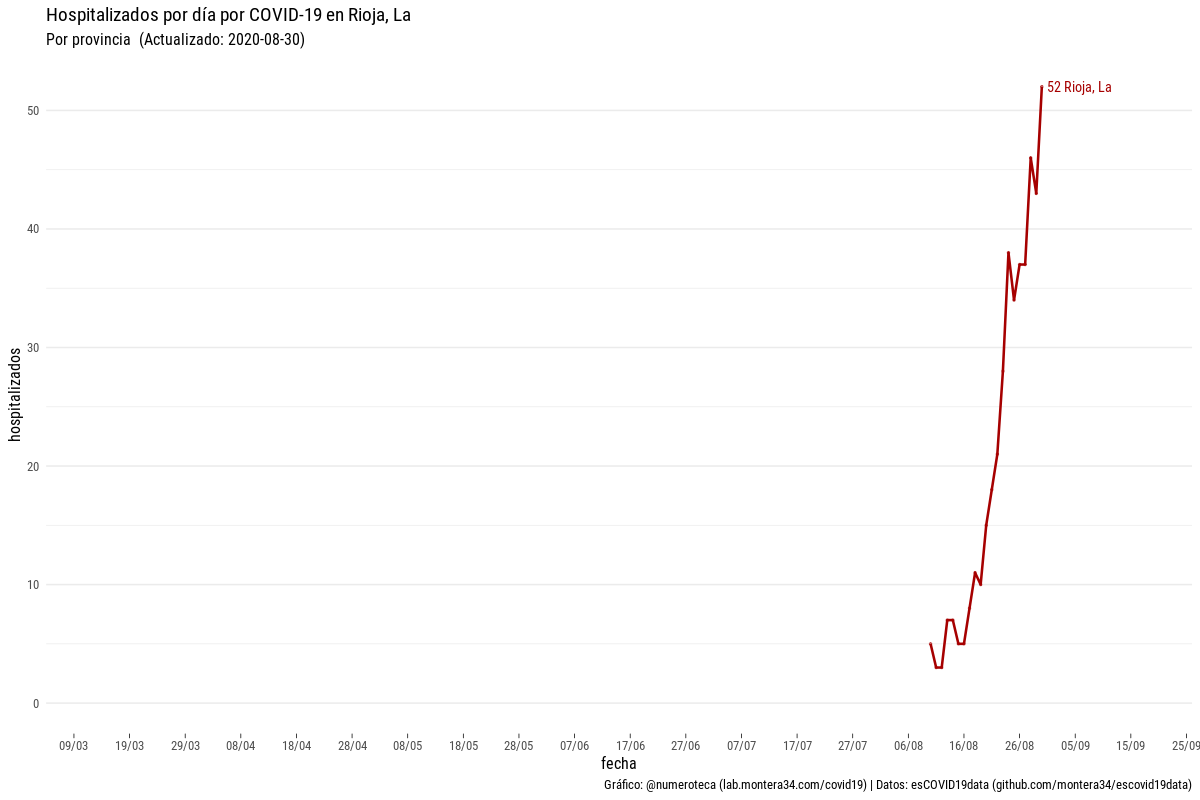 Hospitalizados por día por COVID-19 en Rioja, La
Por provincia  (Actualizado: 2020-08-30)
52 Rioja, La
50
40
30
20
10
0
hospitalizados
09/03 19/03 29/03 08/04 18/04 28/04 08/05 18/05 28/05 07/06 17/06 27/06 07/07 17/07 27/07 06/08 16/08 26/08 05/09 15/09 25/09
fecha
Gráfico: @numeroteca (lab.montera34.com/covid19) | Datos: esCOVID19data (github.com/montera34/escovid19data)